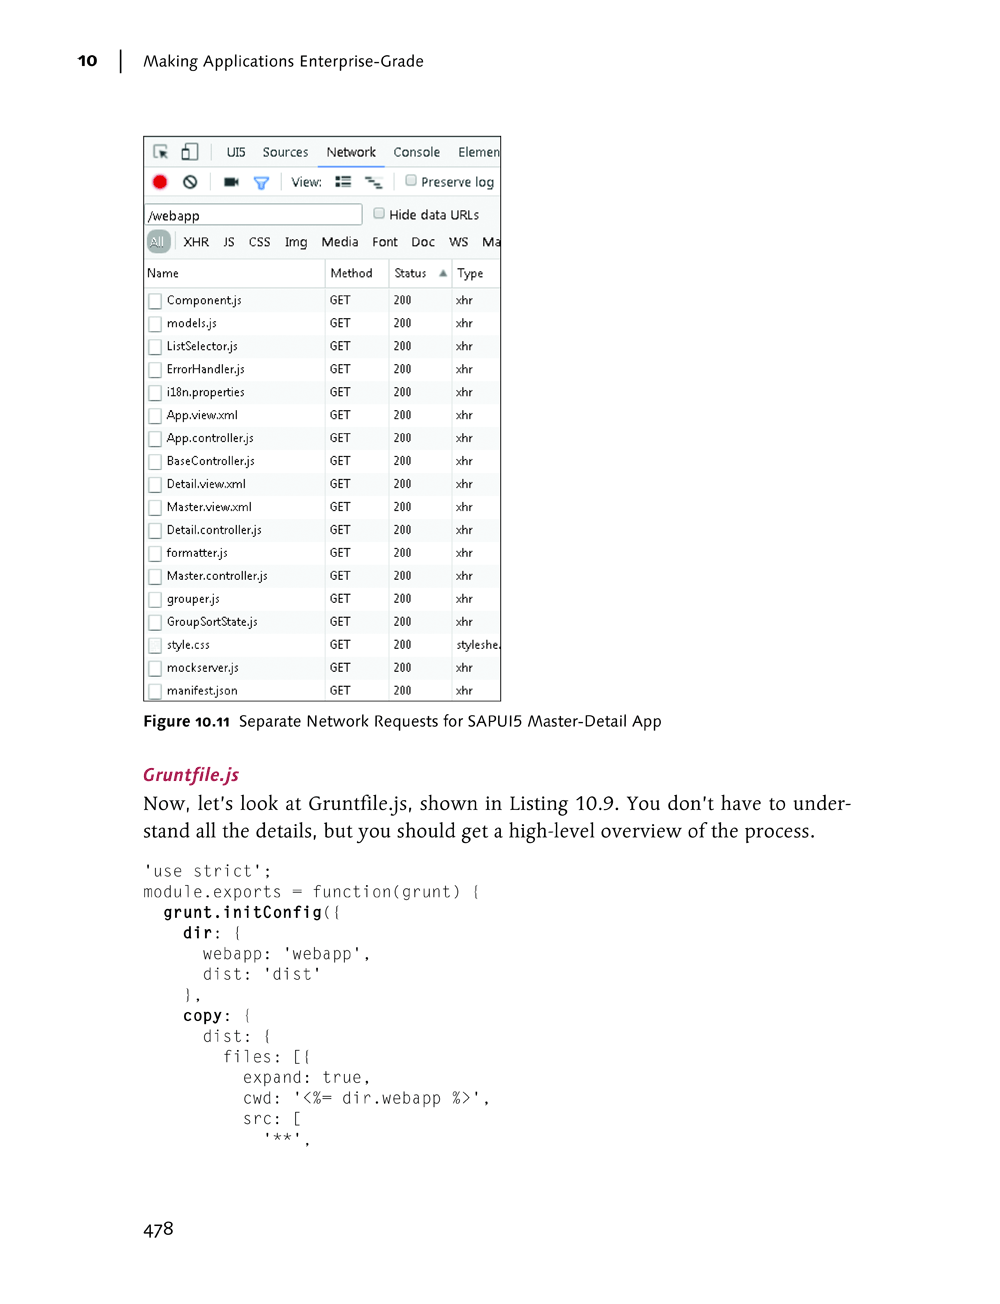 10 Making Applications Enterprise-Grade
UI5 Sources Network Console Elemen
View: Preserve log
/webapp Hide data URLs
All XHR JS CSS Img Media Font Doc WS Ma
Name Method Status ▲ Type
Component.js GET 200 xhr
models.js GET 200 xhr
ListSelector.js GET 200 xhr
ErrorHandler.js GET 200 xhr
i18n.properties GET 200 xhr
App.view.xml GET 200 xhr
App.controller.js GET 200 xhr
BaseController.js GET 200 xhr
Detail.view.xml GET 200 xhr
Master.view.xml GET 200 xhr
Detail.controller.js GET 200 xhr
formatter.js GET 200 xhr
Master.controller.js GET 200 xhr
grouper.js GET 200 xhr
GroupSortState.js GET 200 xhr
style.css GET 200 styleshe
mockserver.js GET 200 xhr
manifest.json GET 200 xhr
Figure 10.11 Separate Network Requests for SAPUI5 Master-Detail App
Gruntfile.js
Now, let's look at Gruntfile.js, shown in Listing 10.9. You don't have to under-
stand all the details, but you should get a high-level overview of the process.
'use strict';
module.exports = function(grunt) {
  grunt.initConfig({
    dir: {
      webapp: 'webapp',
      dist: 'dist'
    },
    copy: {
      dist: {
        files: [{
          expand: true,
          cwd: '<%= dir.webapp %>',
          src: [
            '**',
478